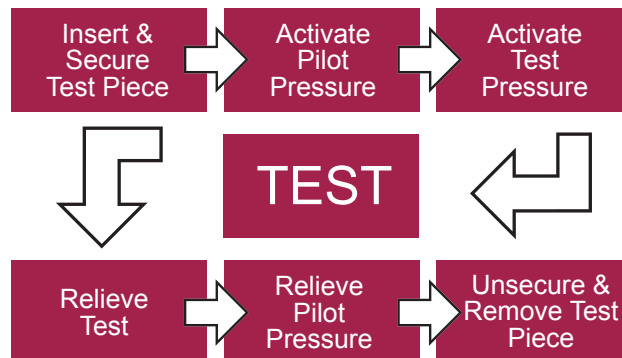 Insert &
Secure
Test Piece
Activate
Pilot
Pressure
Activate
Test
Pressure
TEST
Relieve
Test
Relieve
Pilot
Pressure
Unsecure &
Remove Test
Piece